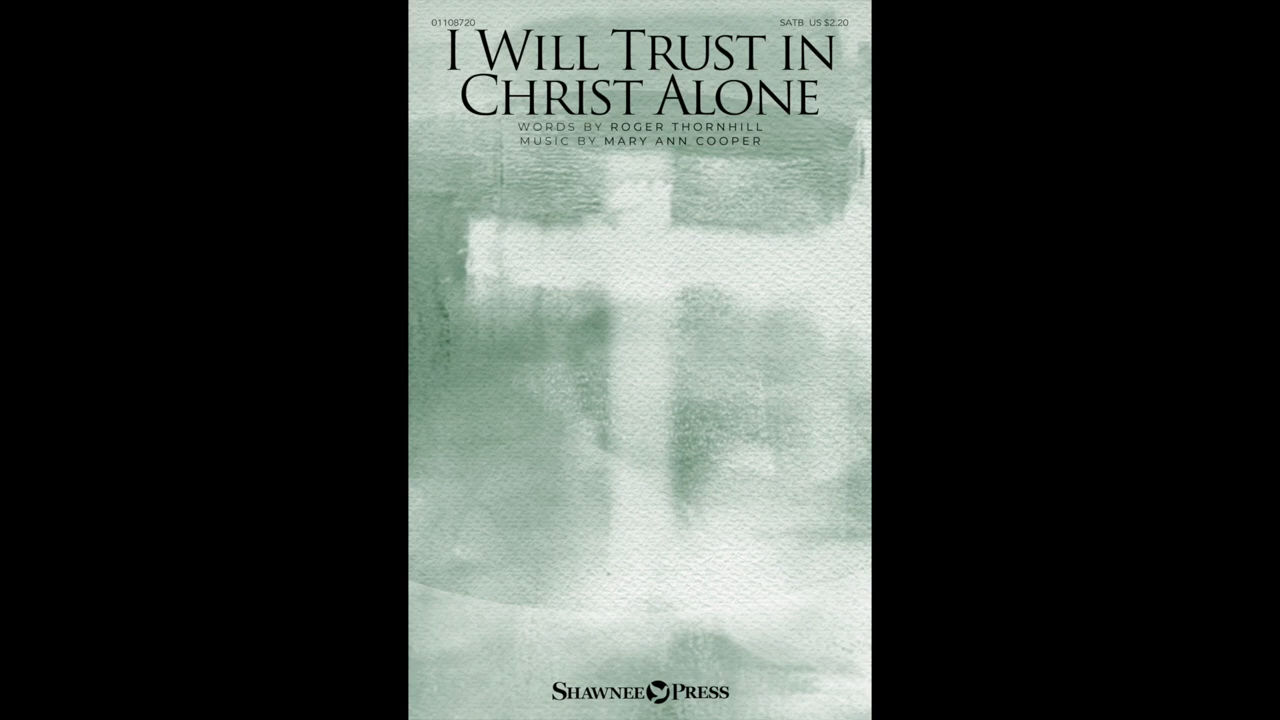 01108720 SATB US $2.20
I WILL TRUST IN
CHRIST ALONE
WORDS BY ROGER THORNHILL
MUSIC BY MARY ANN COOPER
SHAWNEE PRESS